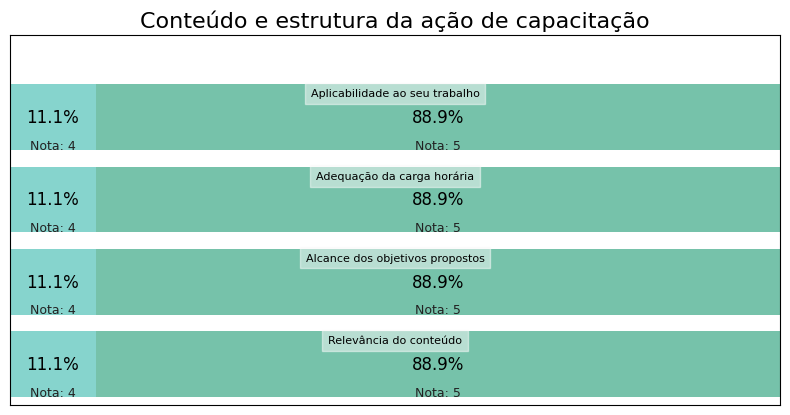 Conteúdo e estrutura da ação de capacitação
Aplicabilidade ao seu trabalho
11.1% 88.9%
Nota: 4 Nota: 5
Adequação da carga horária
11.1% 88.9%
Nota: 4 Nota: 5
Alcance dos objetivos propostos
11.1% 88.9%
Nota: 4 Nota: 5
Relevância do conteúdo
11.1% 88.9%
Nota: 4 Nota: 5